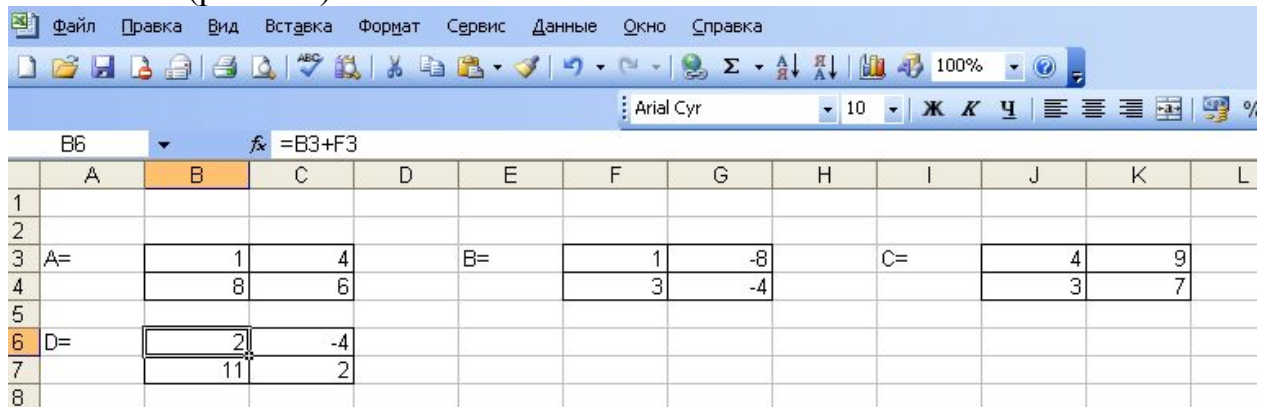 Файл Правка Вид Вставка Формат Сервис Данные Окно Справка
100%
Arial Cyr 10 Ж К Ч
B6 fx =B3+F3
A B C D E F G H I J K L
1
2
3 A= 1 4 B= 1 -8 C= 4 9
4 8 6 3 -4 3 7
5
6 D= 2 -4
7 11 2
8